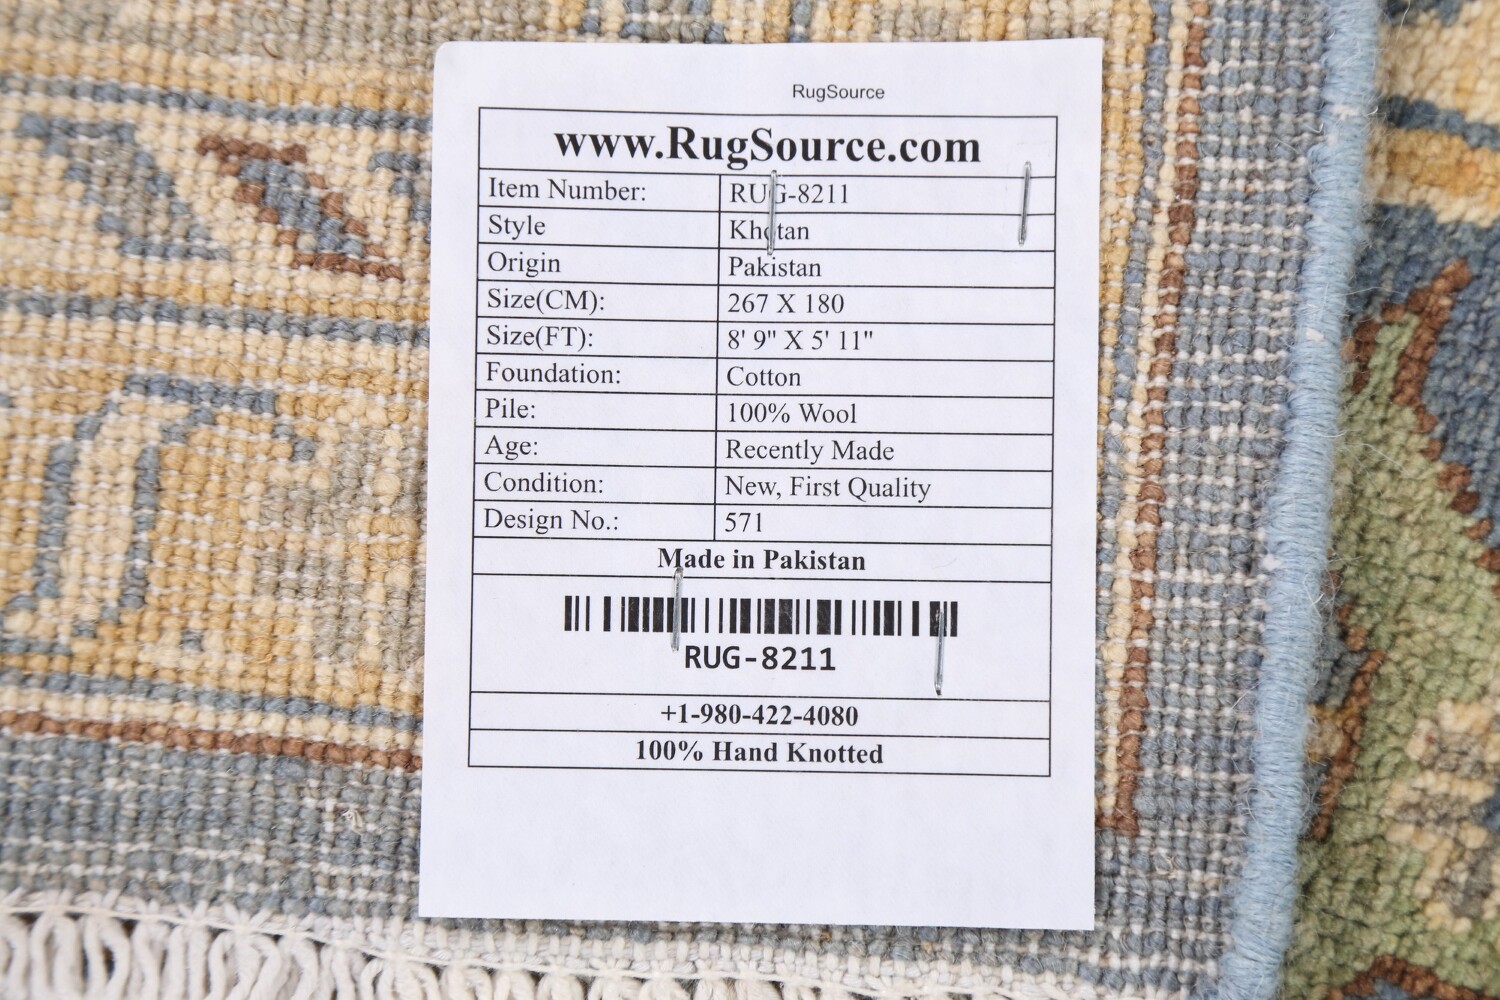 RugSource
www.RugSource.com
Item Number: RUG-8211
Style Khotan
Origin Pakistan
Size(CM): 267 X 180
Size(FT): 8' 9" X 5' 11"
Foundation: Cotton
Pile: 100% Wool
Age: Recently Made
Condition: New, First Quality
Design No.: 571
Made in Pakistan
RUG-8211
+1-980-422-4080
100% Hand Knotted